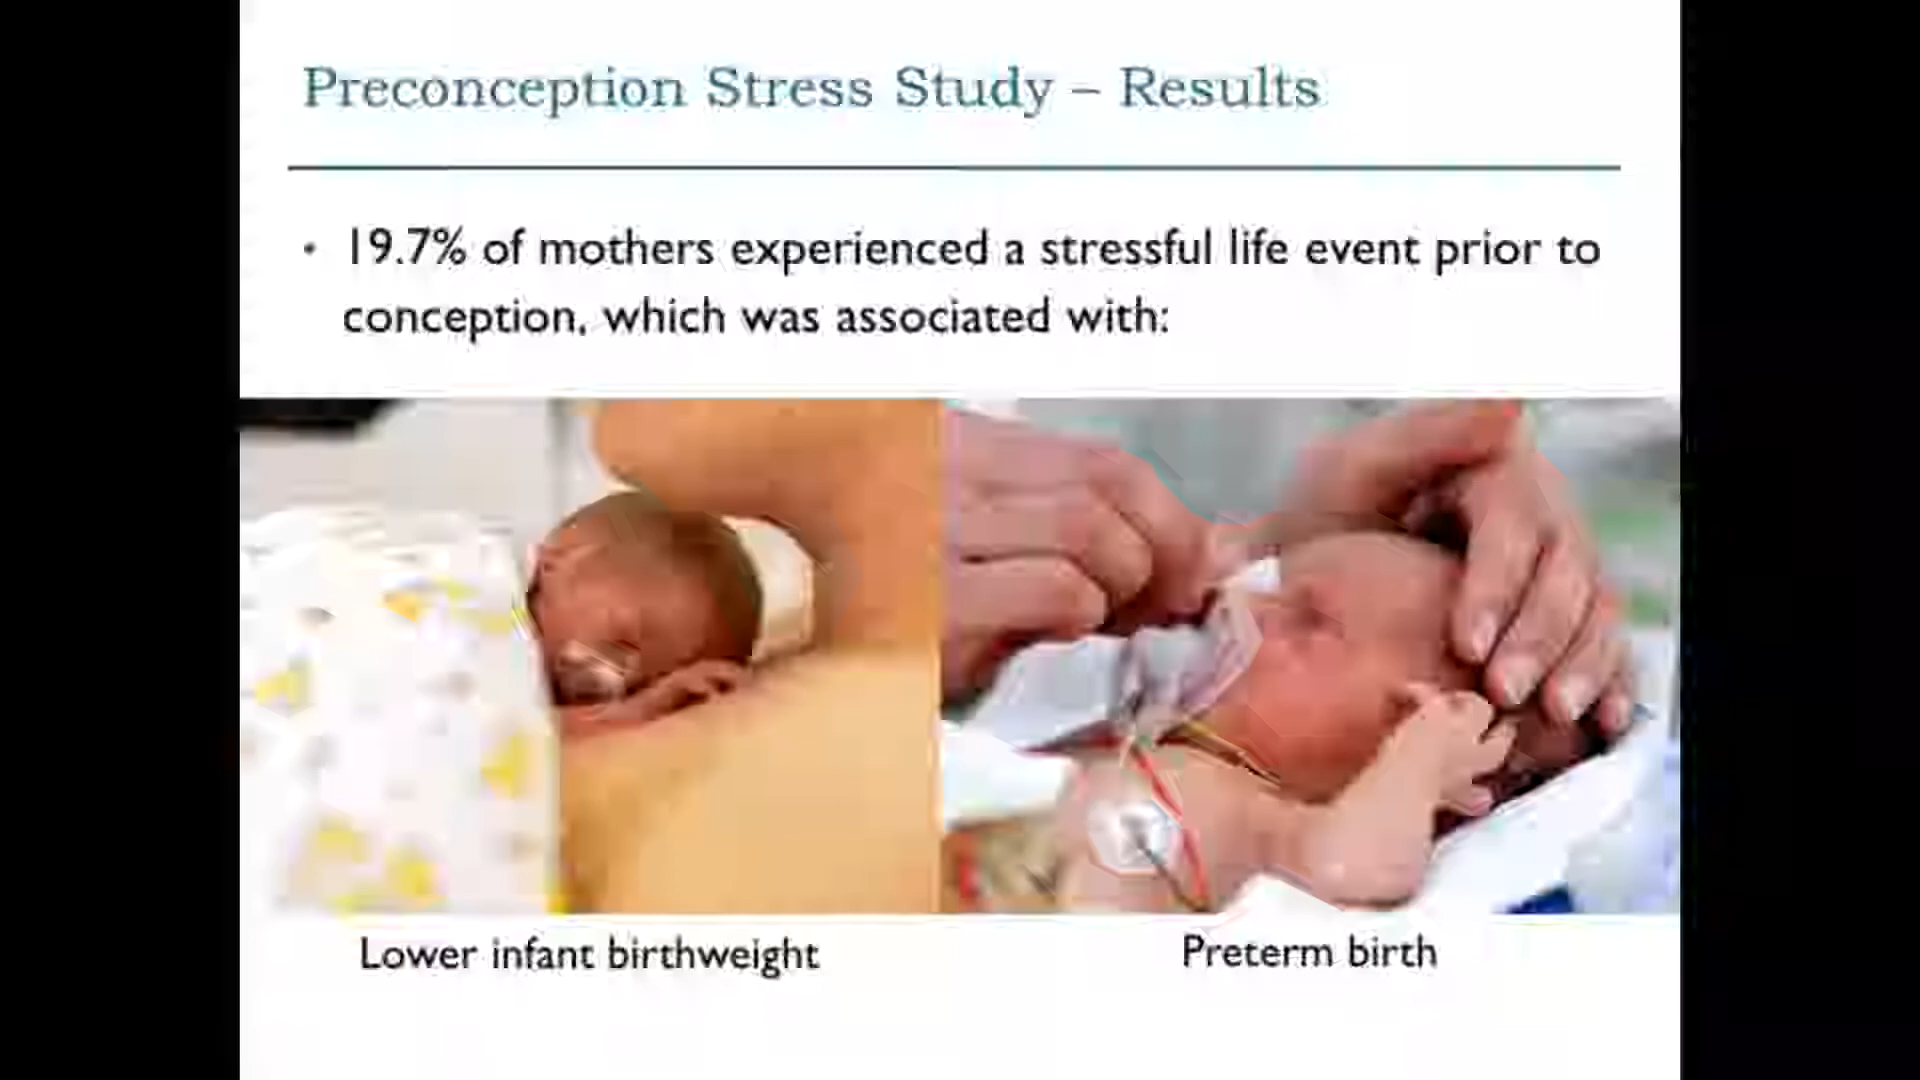 Preconception Stress Study – Results
• 19.7% of mothers experienced a stressful life event prior to
conception, which was associated with:
Lower infant birthweight
Preterm birth